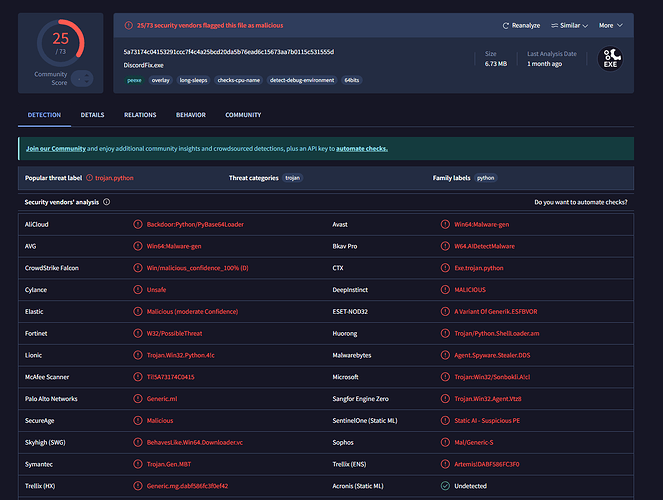 25
/ 73
Community
Score
25/73 security vendors flagged this file as malicious
Reanalyze
Similar
More
5a73174c04153291ccc7f4c4a25bcd20da5b76ead6c15673aa7b0115c531555d
DiscordFix.exe
Size
6.73 MB
Last Analysis Date
1 month ago
EXE
peexe overlay long-sleeps checks-cpu-name detect-debug-environment 64bits
DETECTION DETAILS RELATIONS BEHAVIOR COMMUNITY
Join our Community and enjoy additional community insights and crowdsourced detections, plus an API key to automate checks.
Popular threat label trojan.python Threat categories trojan Family labels python
Security vendors' analysis Do you want to automate checks?
AliCloud Backdoor:Python/PyBase64Loader Avast Win64:Malware-gen
AVG Win64:Malware-gen Bkav Pro W64.AIDetectMalware
CrowdStrike Falcon Win/malicious_confidence_100% (D) CTX Exe.trojan.python
Cylance Unsafe DeepInstinct MALICIOUS
Elastic Malicious (moderate Confidence) ESET-NOD32 A Variant Of Generik.ESFBVOR
Fortinet W32/PossibleThreat Huorong Trojan/Python.ShellLoader.am
Lionic Trojan.Win32.Python.4!c Malwarebytes Agent.Spyware.Stealer.DDS
McAfee Scanner Ti!5A73174C0415 Microsoft Trojan:Win32/Sonbokli.A!cl
Palo Alto Networks Generic.ml Sangfor Engine Zero Trojan.Win32.Agent.Vtz8
SecureAge Malicious SentinelOne (Static ML) Static AI - Suspicious PE
Skyhigh (SWG) BehavesLike.Win64.Downloader.vc Sophos Mal/Generic-S
Symantec Trojan.Gen.MBT Trellix (ENS) Artemis!DABF586FC3F0
Trellix (HX) Generic.mg.dabf586fc3f0ef42 Acronis (Static ML) Undetected